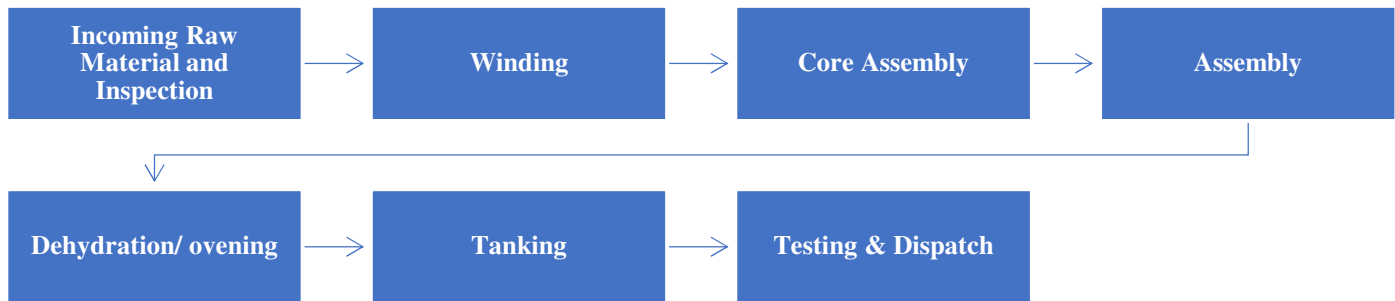 Incoming Raw
Material and
Inspection
Winding
Core Assembly
Assembly
Dehydration/ ovening
Tanking
Testing & Dispatch